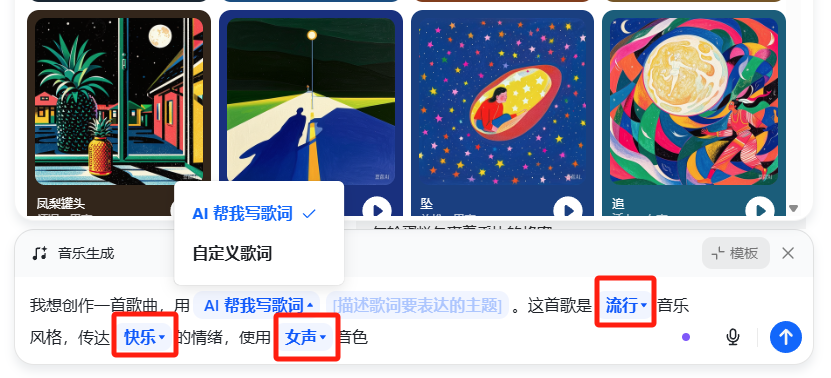 凤梨罐头
坠
追
AI 帮我写歌词
自定义歌词
音乐生成
模板
我想创作一首歌曲，用 AI 帮我写歌词 [描述歌词要表达的主题] 。这首歌是 流行 音乐
风格，传达 快乐 的情绪，使用 女声 音色